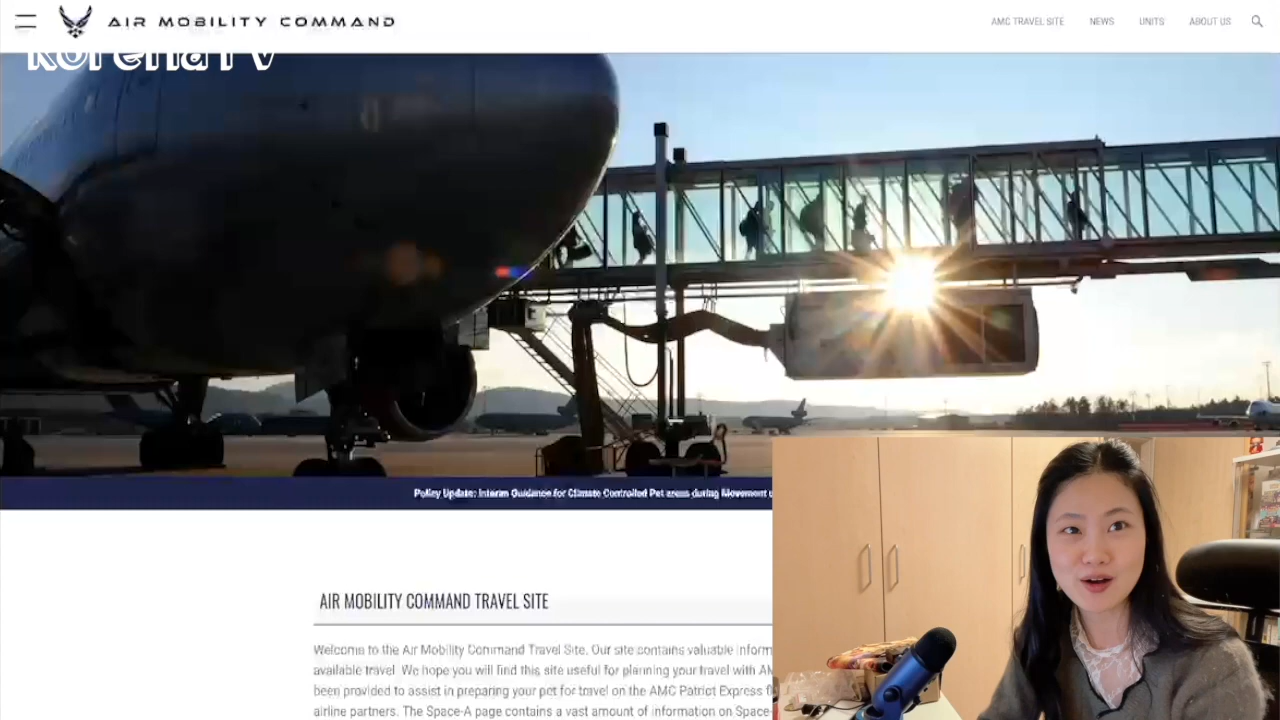 AIR MOBILITY COMMAND
AMC TRAVEL SITE NEWS UNITS ABOUT US
KorenaTV
Policy Update: Interim Guidance for Climate Controlled Pet areas during Movement
AIR MOBILITY COMMAND TRAVEL SITE
Welcome to the Air Mobility Command Travel Site. Our site contains valuable
available travel. We hope you will find this site useful for planning your travel with
been provided to assist in preparing your pet for travel on the AMC Patriot Express
airline partners. The Space-A page contains a vast amount of information on Space-